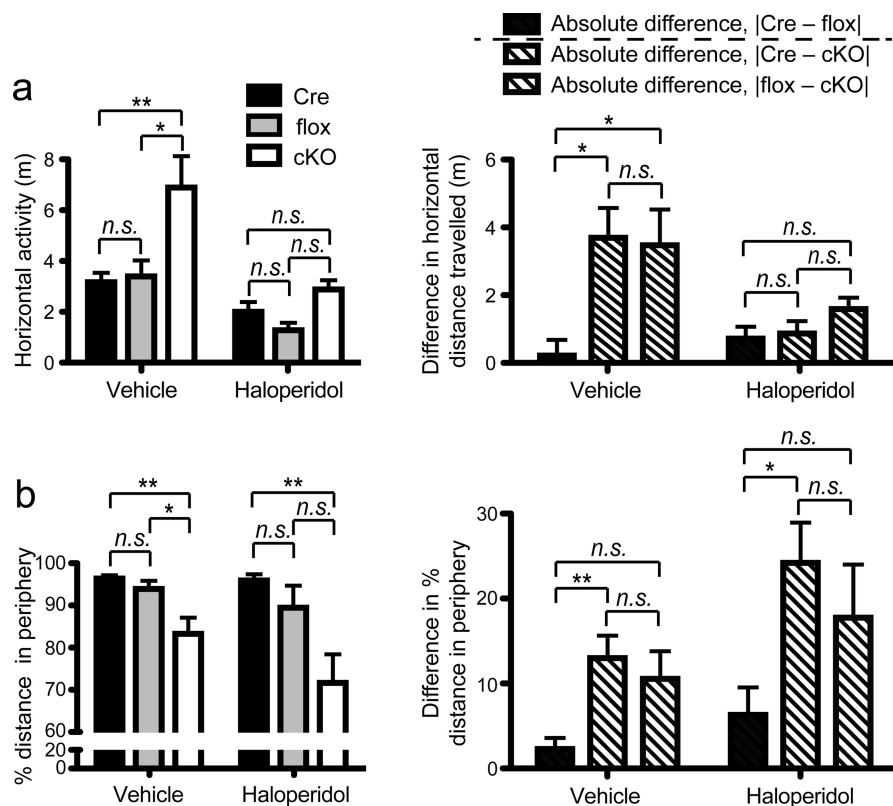 Absolute difference, |Cre – flox|
Absolute difference, |Cre – cKO|
Absolute difference, |flox – cKO|
a
Cre
flox
cKO
**
*
n.s.
n.s.
n.s.
n.s.
8
6
4
2
0
Horizontal activity (m)
Vehicle
Haloperidol
*
*
n.s.
n.s.
n.s.
n.s.
6
4
2
0
Difference in horizontal
distance travelled (m)
Vehicle
Haloperidol
b
**
*
n.s.
**
n.s.
n.s.
100
90
80
70
60
20
0
% distance in periphery
Vehicle
Haloperidol
n.s.
**
n.s.
n.s.
*
n.s.
30
20
10
0
Difference in %
distance in periphery
Vehicle
Haloperidol